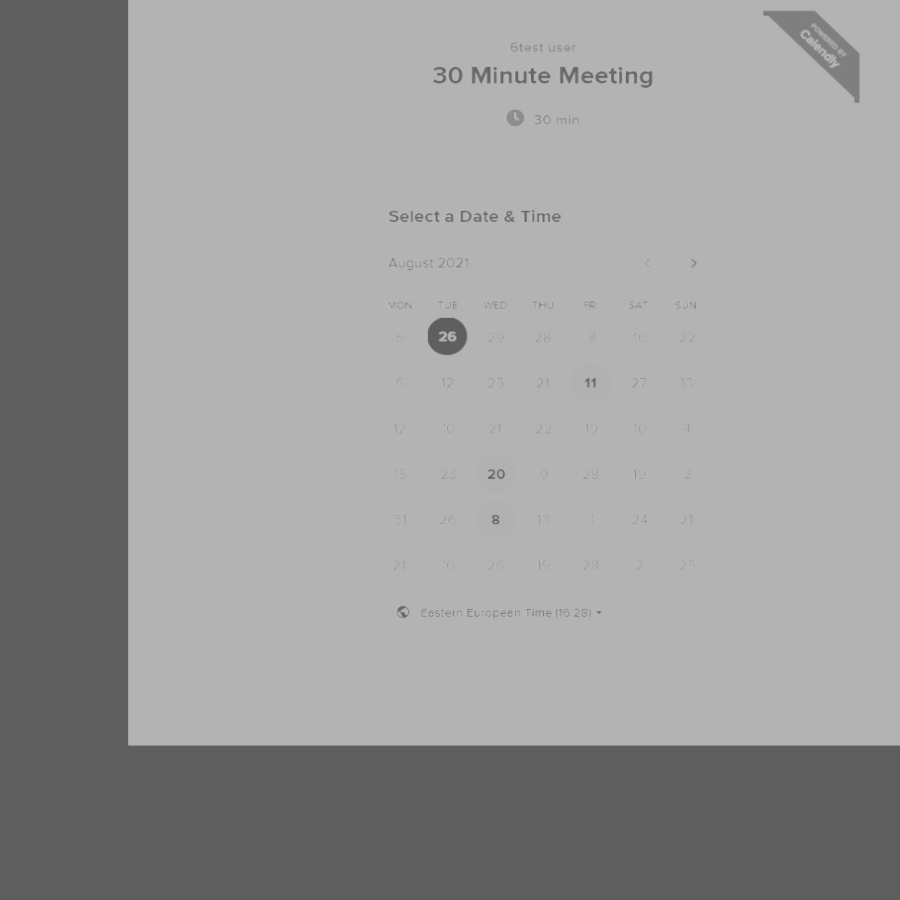 POWERED BY
Calendly
6test user
30 Minute Meeting
30 min
Select a Date & Time
August 2021
MON TUE WED THU FRI SAT SUN
26 29 28 8 10 22
6 12 25 21 11 27 13
12 10 21 22 19 10 4
15 23 20 9 28 19 2
31 26 8 13 1 24 21
21 10 26 19 28 2 25
Eastern European Time (16:28)